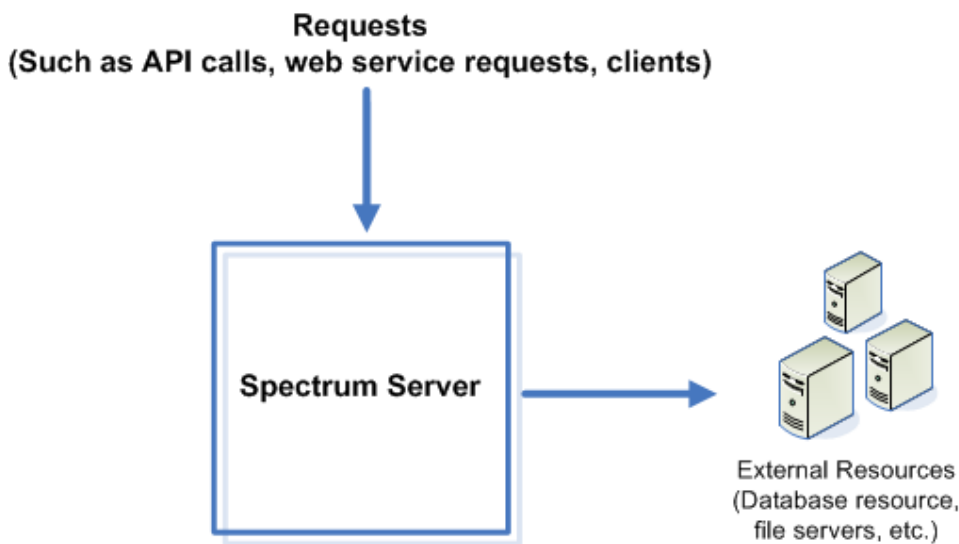 Requests
(Such as API calls, web service requests, clients)
Spectrum Server
External Resources
(Database resource,
file servers, etc.)